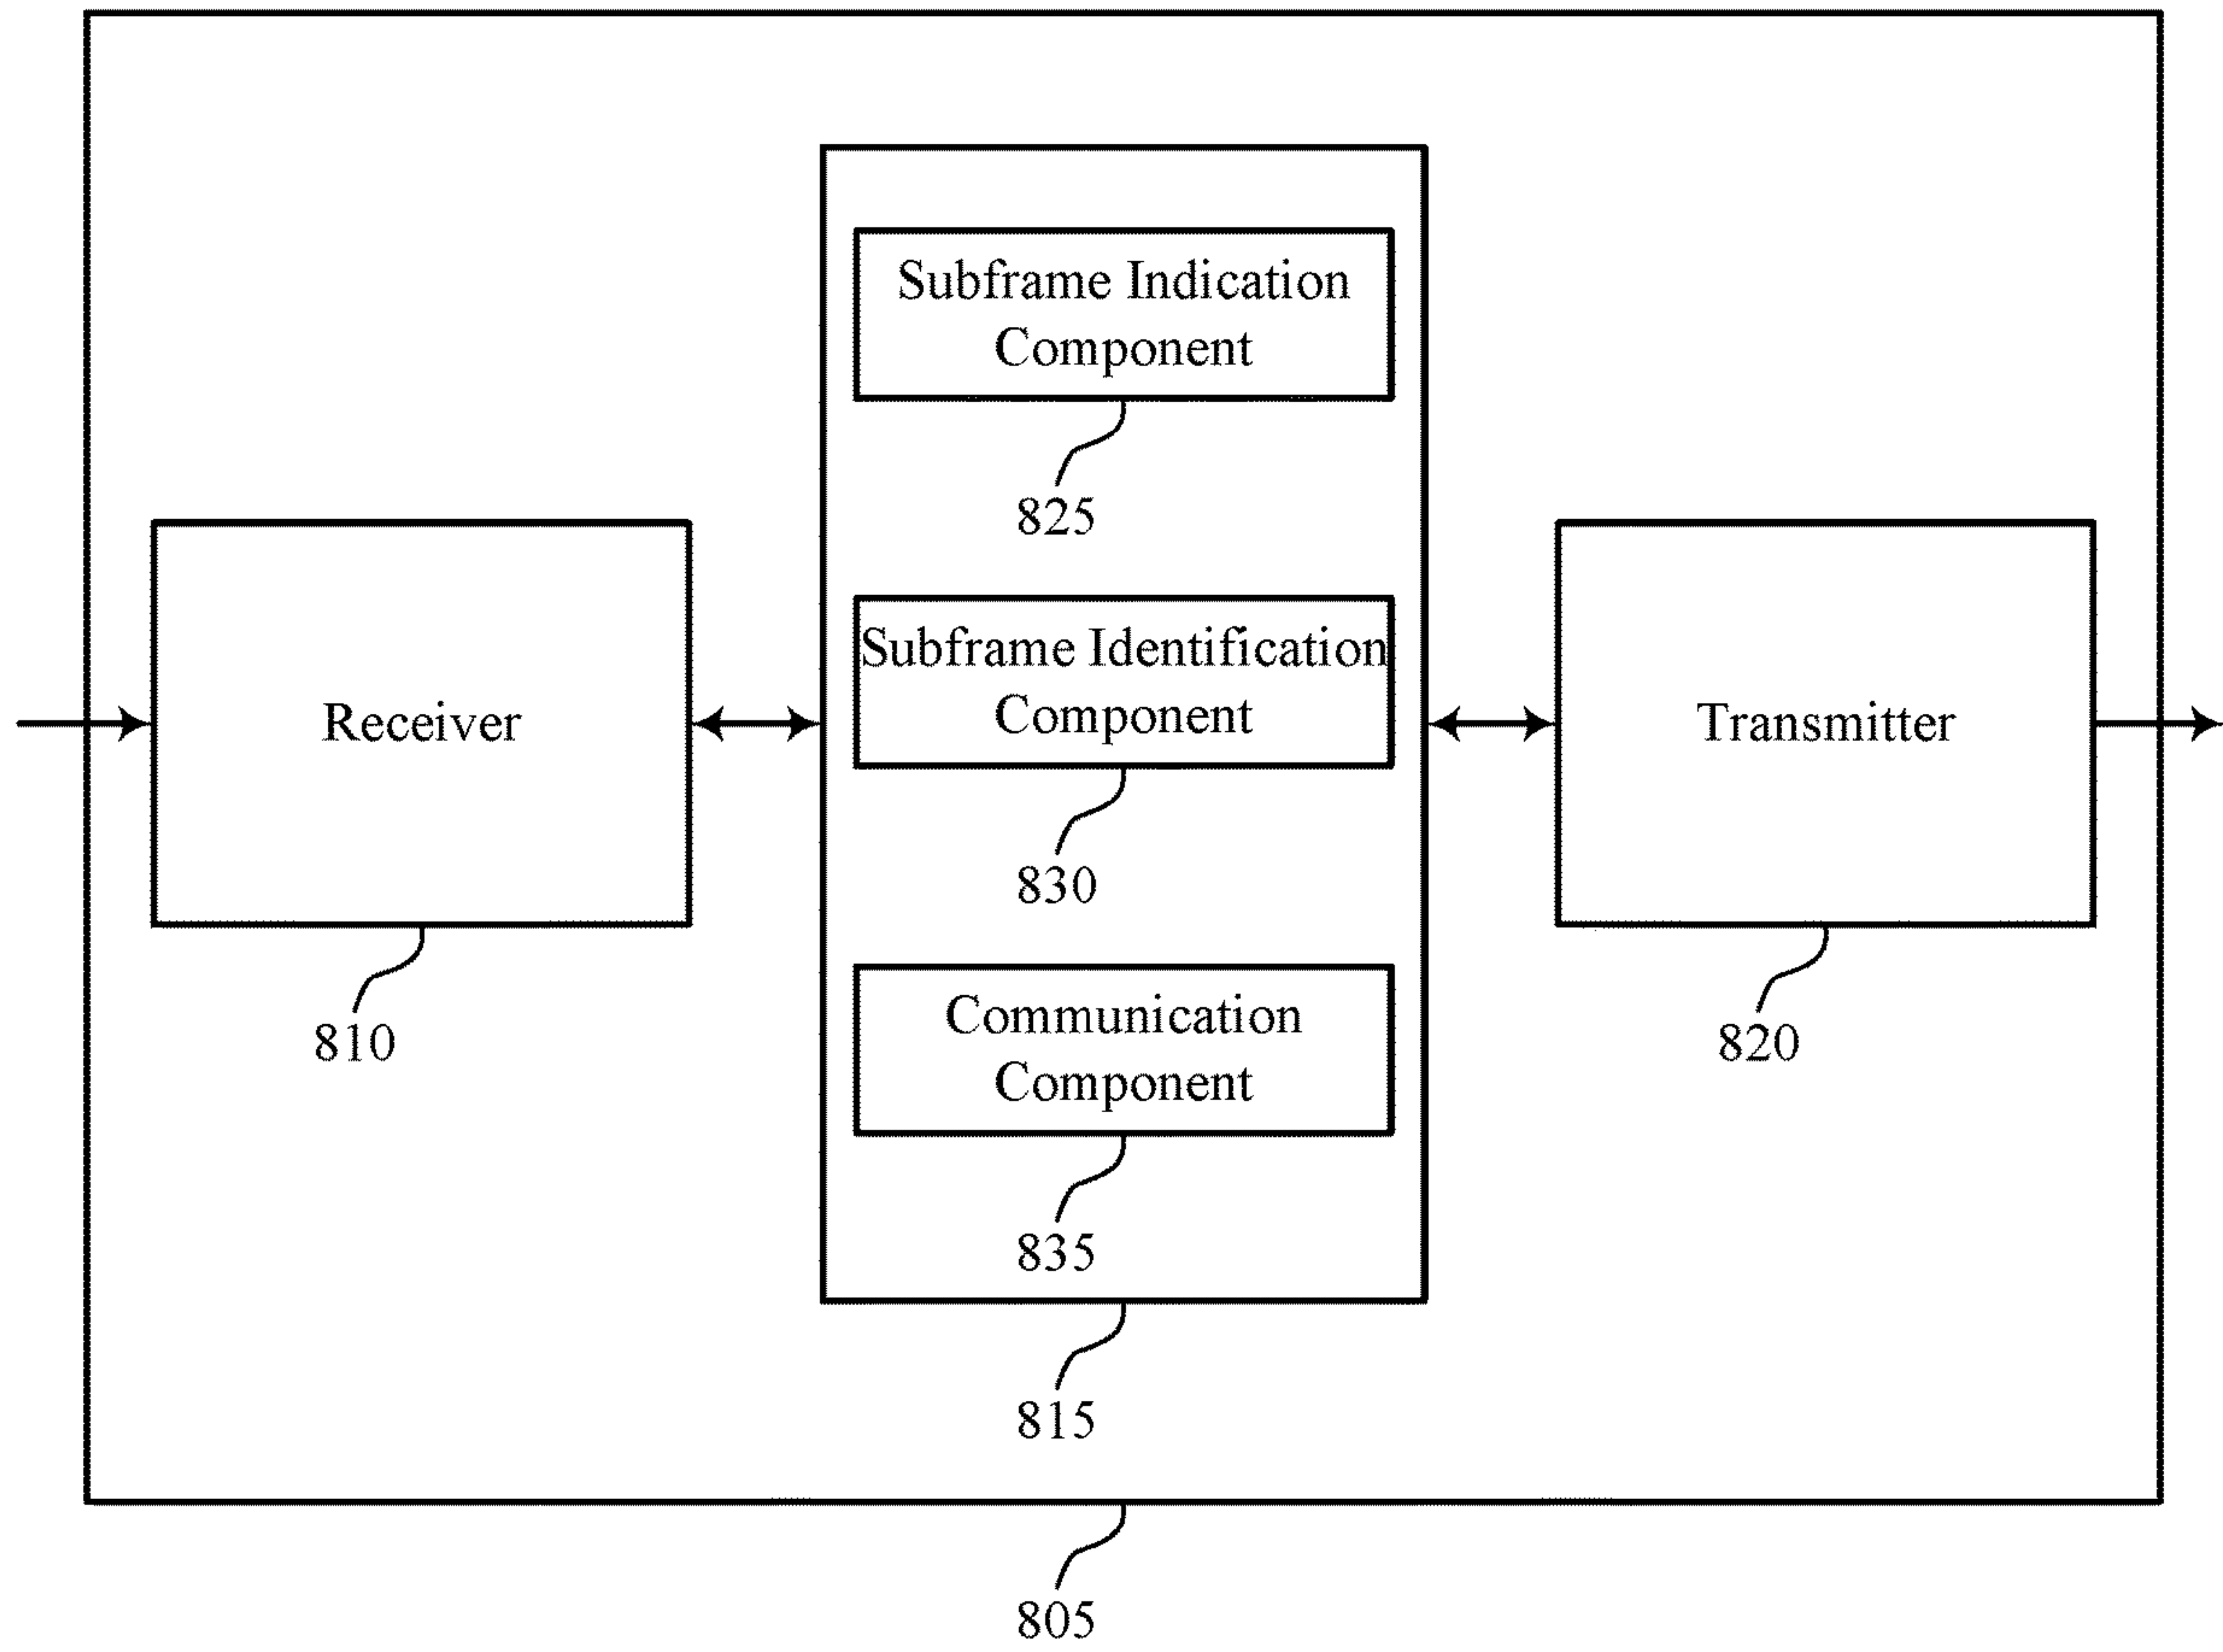 Subframe Indication
Component
825
Receiver
810
Subframe Identification
Component
830
Transmitter
820
Communication
Component
835
815
805